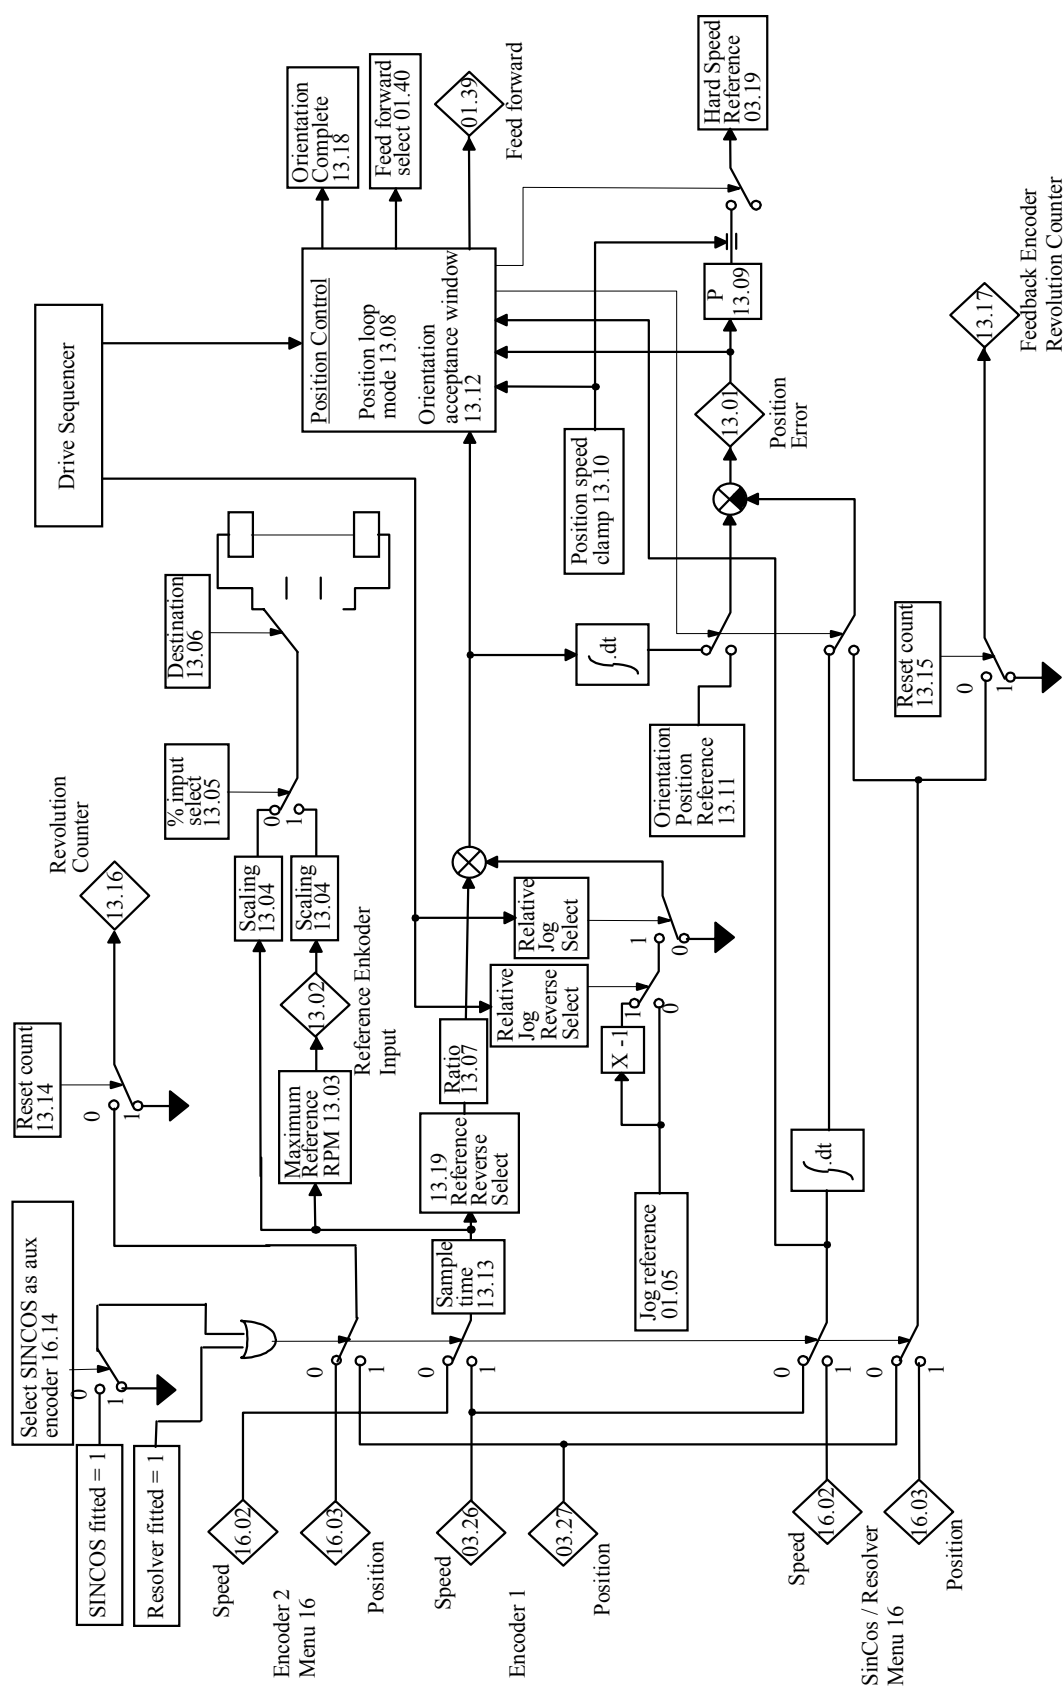 Select SINCOS as aux
encoder 16.14
SINCOS fitted = 1
0
1
Resolver fitted = 1
Speed
16.02
Encoder 2
Menu 16
16.03
Position
Speed
03.26
Encoder 1
03.27
Position
Speed
16.02
SinCos / Resolver
Menu 16
16.03
Position
0
1
0
1
0
1
0
1
Reset count
13.14
0
1
Revolution
Counter
13.16
Sample
time
13.13
Maximum
Reference
RPM 13.03
13.02
Reference Enkoder
Input
Scaling
13.04
Scaling
13.04
% input
select
13.05
0
1
Destination
13.06
13.19
Reference
Reverse
Select
Ratio
13.07
Relative
Jog
Reverse
Select
Relative
Jog
Select
Jog reference
01.05
X -1
1
0
1
0
∫.dt
∫.dt
Orientation
Position
Reference
13.11
Drive Sequencer
Position Control
Position loop
mode 13.08
Orientation
acceptance window
13.12
Orientation
Complete
13.18
Feed forward
select 01.40
01.39
Feed forward
Position speed
clamp 13.10
13.01
Position
Error
P
13.09
Hard Speed
Reference
03.19
Reset count
13.15
0
1
13.17
Feedback Encoder
Revolution Counter